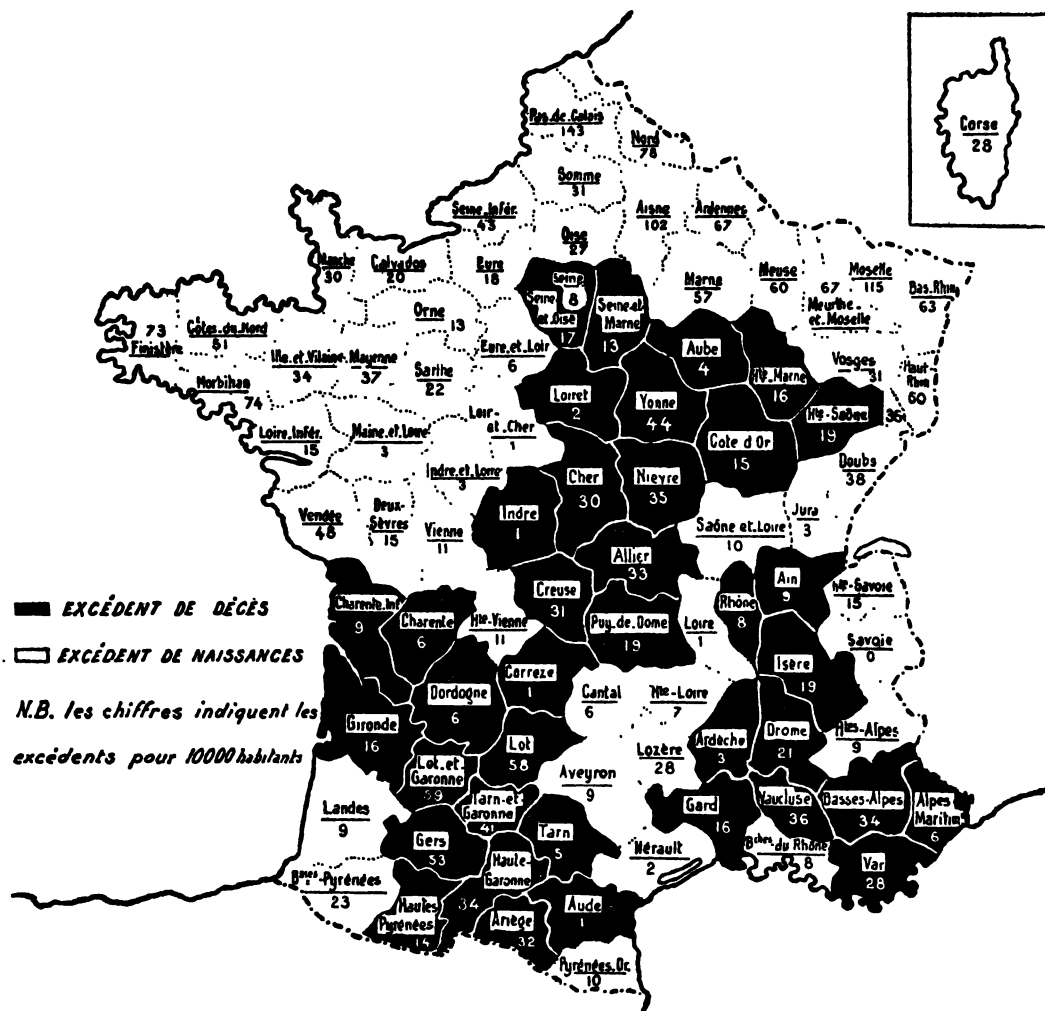 Pas.de.Calais
143
Nord
78
Corse
28
Somme
31
Seine.Infér.
43
Aisne
102
Ardennes
67
Oise
27
Manche
30
Calvados
20
Eure
18
Marne
57
Meuse
60
67
Meurthe
et.Moselle
Moselle
115
Bas.Rhin
63
Seine
8
Seine
et.Oise
17
Seine.et
Marne
13
Orne
13
73
Finistère
Côtes.du.Nord
51
Ille.et.Vilaine
34
Mayenne
37
Sarthe
22
Eure.et.Loir
6
Aube
4
Hte.Marne
16
Vosges
31
Haut
Rhin
60
Morbihan
74
Loiret
2
Yonne
44
Hte-Saône
19
36
Loire.Infér.
15
Maine.et.Loire
3
Loir
et.Cher
1
Côte d'Or
15
Doubs
38
Indre.et.Loire
3
Cher
30
Nièvre
35
Vendée
48
Deux-
Sèvres
15
Vienne
11
Indre
1
Saône et.Loire
10
Jura
3
Allier
33
Ain
9
Hte-Savoie
15
EXCÉDENT DE DÉCÈS
Charente.Inf
9
Charente
6
Hte-Vienne
11
Creuse
31
Puy.de.Dome
19
Loire
1
Rhône
8
Savoie
0
EXCÉDENT DE NAISSANCES
Dordogne
6
Correze
1
Cantal
6
Hte-Loire
7
Isère
19
N.B. les chiffres indiquent les
excédents pour 10000 habitants
Gironde
16
Lot
58
Lozère
28
Ardèche
3
Drome
21
Htes-Alpes
9
Lot.et.
Garonne
59
Aveyron
9
Landes
9
Tarn-et-
Garonne
41
Gard
16
Vaucluse
36
Basses-Alpes
34
Alpes
Maritim
6
Gers
53
Tarn
5
Hérault
2
Bches.du Rhône
8
Var
28
Bsses-Pyrénées
23
Haute-
Garonne
34
Hautes
Pyrénées
14
Ariège
32
Aude
1
Pyrénées.Or.
10